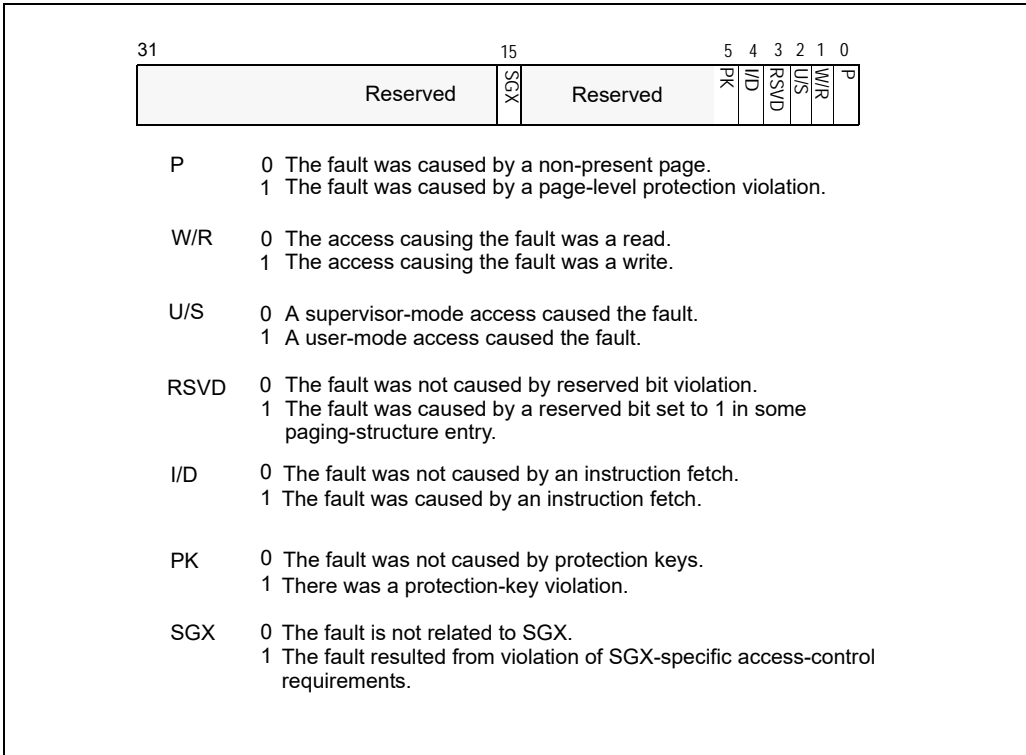 31 15 5 4 3 2 1 0
Reserved SGX Reserved PK I/D RSVD U/S W/R P
P 0 The fault was caused by a non-present page.
1 The fault was caused by a page-level protection violation.
W/R 0 The access causing the fault was a read.
1 The access causing the fault was a write.
U/S 0 A supervisor-mode access caused the fault.
1 A user-mode access caused the fault.
RSVD 0 The fault was not caused by reserved bit violation.
1 The fault was caused by a reserved bit set to 1 in some
paging-structure entry.
I/D 0 The fault was not caused by an instruction fetch.
1 The fault was caused by an instruction fetch.
PK 0 The fault was not caused by protection keys.
1 There was a protection-key violation.
SGX 0 The fault is not related to SGX.
1 The fault resulted from violation of SGX-specific access-control
requirements.